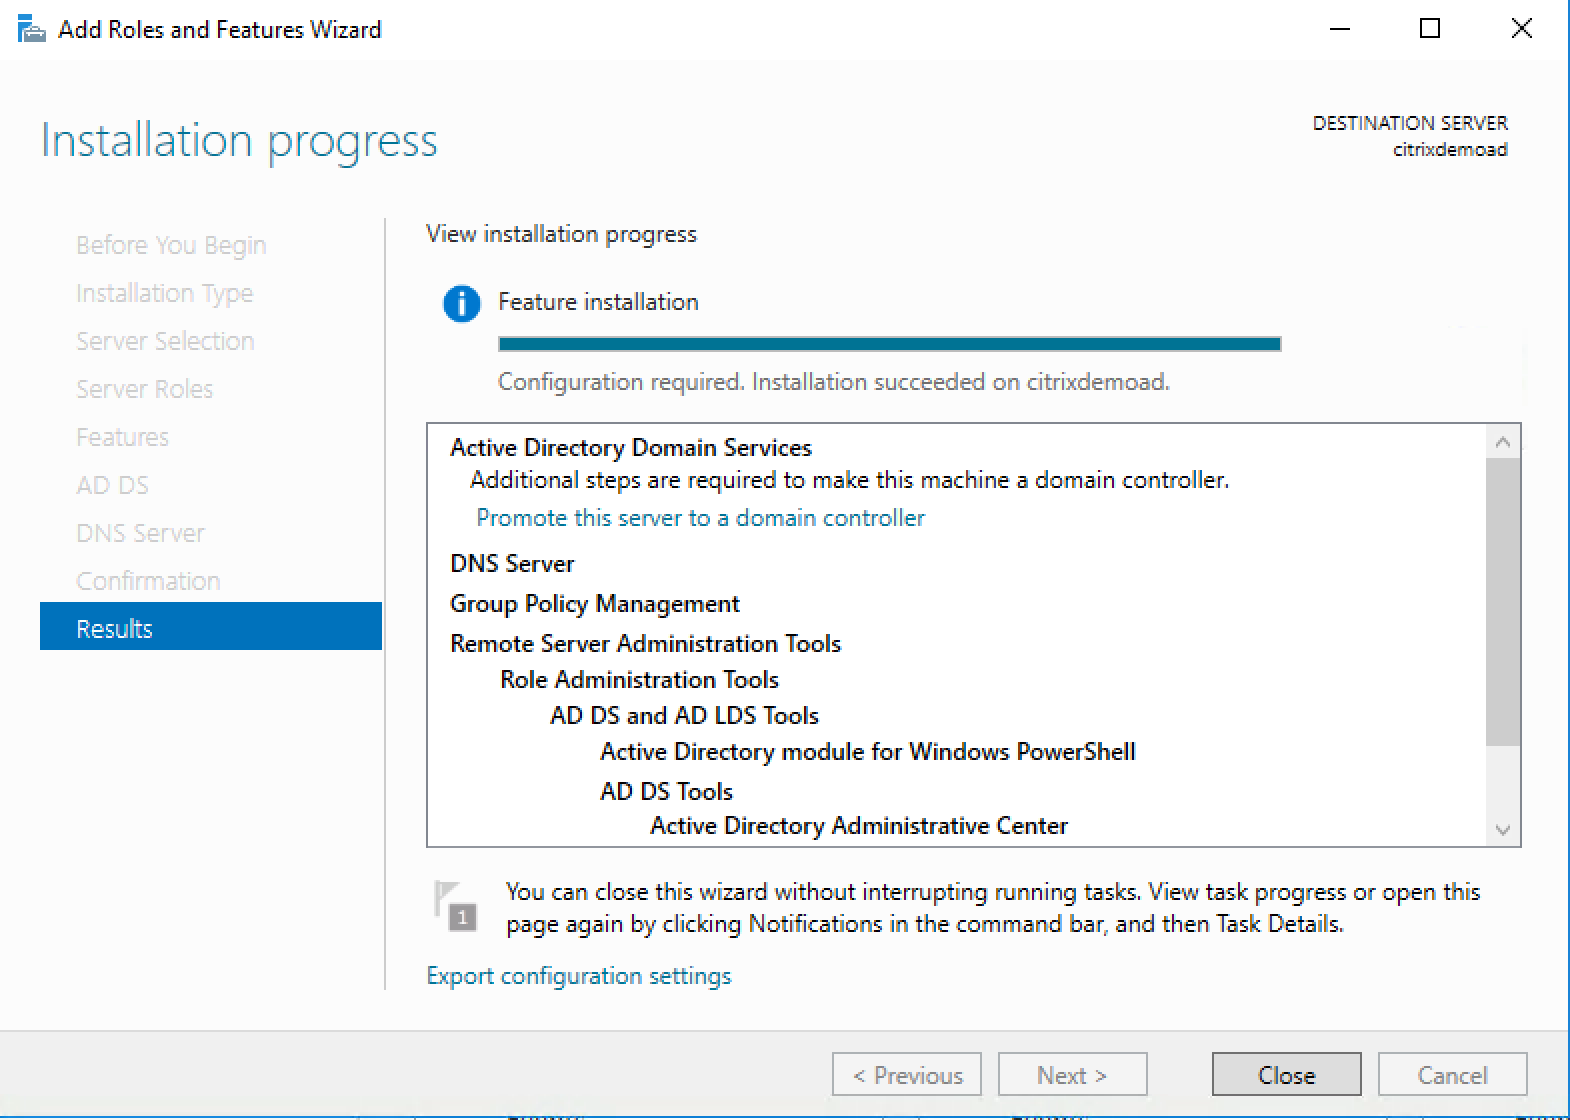 Add Roles and Features Wizard
Installation progress
DESTINATION SERVER
citrixdemoad
Before You Begin
Installation Type
Server Selection
Server Roles
Features
AD DS
DNS Server
Confirmation
Results
View installation progress
Feature installation
Configuration required. Installation succeeded on citrixdemoad.
Active Directory Domain Services
Additional steps are required to make this machine a domain controller.
Promote this server to a domain controller
DNS Server
Group Policy Management
Remote Server Administration Tools
Role Administration Tools
AD DS and AD LDS Tools
Active Directory module for Windows PowerShell
AD DS Tools
Active Directory Administrative Center
1
You can close this wizard without interrupting running tasks. View task progress or open this
page again by clicking Notifications in the command bar, and then Task Details.
Export configuration settings
< Previous
Next >
Close
Cancel